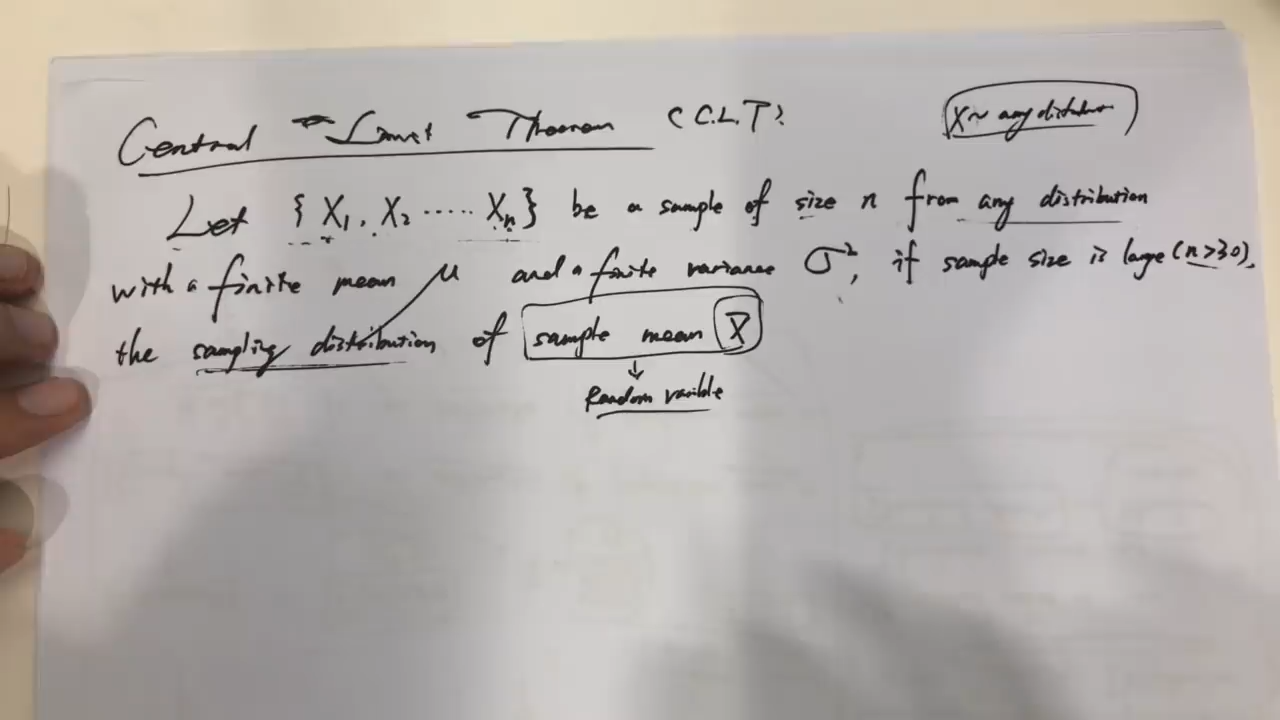 Central Limit Theorem (C.L.T)
X ~ any distribution
Let { X₁, X₂ ..... Xₙ } be a sample of size n from any distribution
with a finite mean μ and a finite variance σ², if sample size is large (n>30),
the sampling distribution of sample mean X̄
Random variable